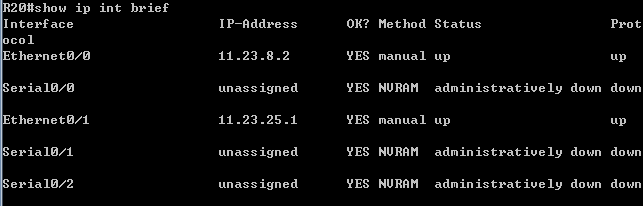 R20#show ip int brief
Interface IP-Address OK? Method Status Prot
ocol
Ethernet0/0 11.23.8.2 YES manual up up
Serial0/0 unassigned YES NVRAM administratively down down
Ethernet0/1 11.23.25.1 YES manual up up
Serial0/1 unassigned YES NVRAM administratively down down
Serial0/2 unassigned YES NVRAM administratively down down